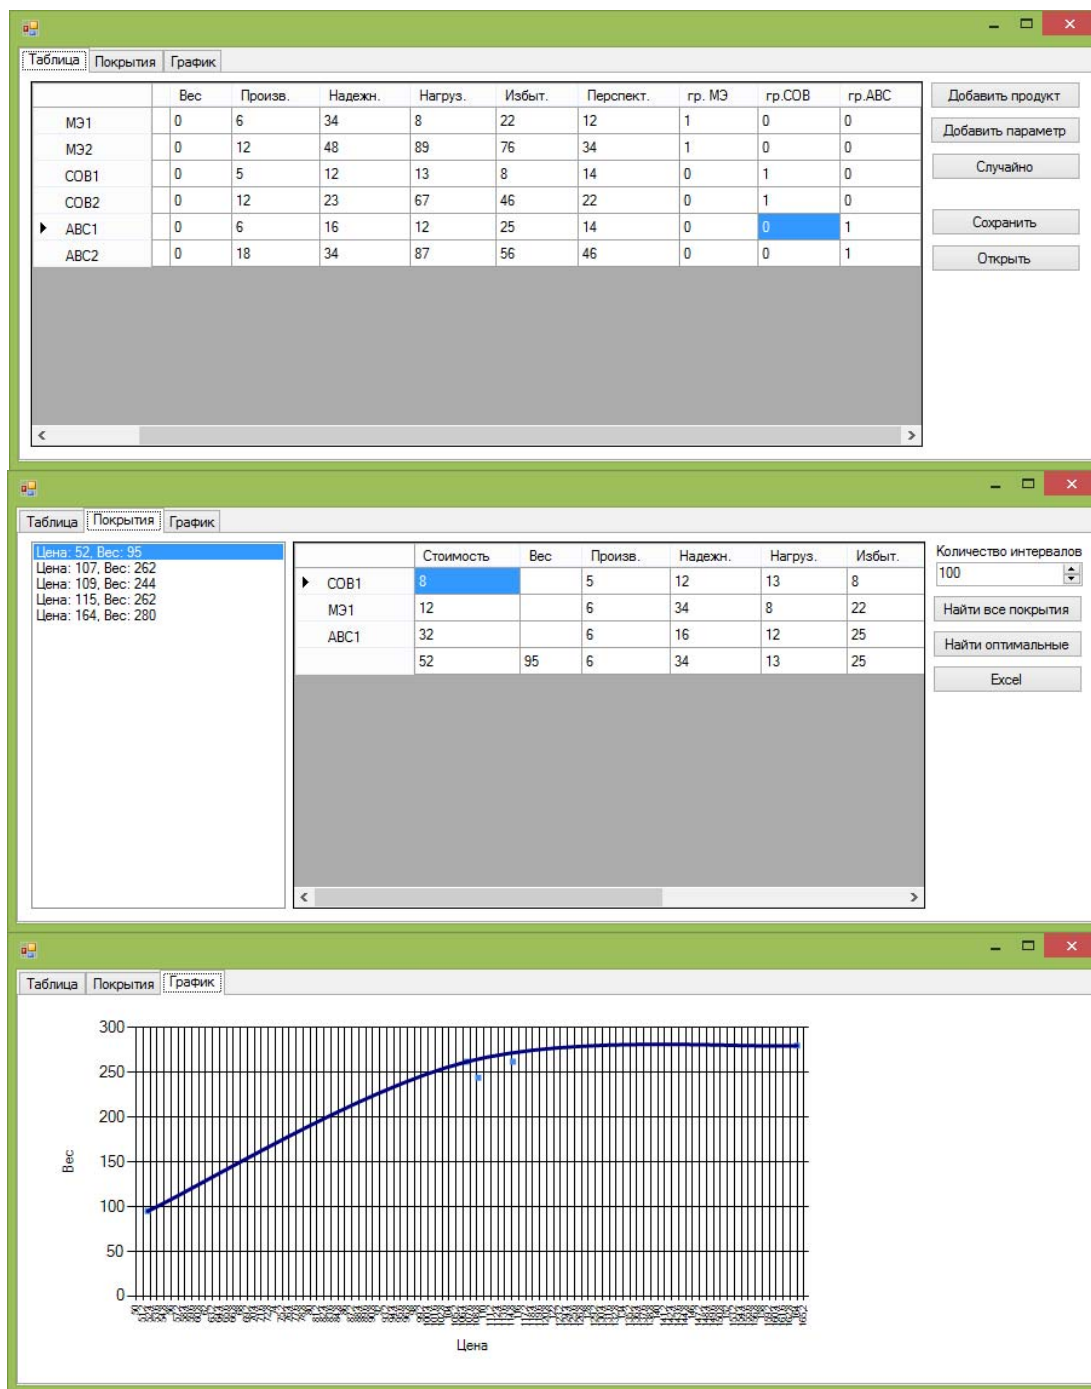 Таблица Покрытия График
Вес Произв. Надежн. Нагруз. Избыт. Перспект. гр. МЭ гр.СОВ гр.АВС
МЭ1 0 6 34 8 22 12 1 0 0
МЭ2 0 12 48 89 76 34 1 0 0
СОВ1 0 5 12 13 8 14 0 1 0
СОВ2 0 12 23 67 46 22 0 1 0
АВС1 0 6 16 12 25 14 0 0 1
АВС2 0 18 34 87 56 46 0 0 1
Добавить продукт
Добавить параметр
Случайно
Сохранить
Открыть
Таблица Покрытия График
Цена: 52, Вес: 95
Цена: 107, Вес: 262
Цена: 109, Вес: 244
Цена: 115, Вес: 262
Цена: 164, Вес: 280
Стоимость Вес Произв. Надежн. Нагруз. Избыт.
СОВ1 8 5 12 13 8
МЭ1 12 6 34 8 22
АВС1 32 6 16 12 25
52 95 6 34 13 25
Количество интервалов
100
Найти все покрытия
Найти оптимальные
Excel
Таблица Покрытия График
300
250
200
150
100
50
0
Вес
Цена